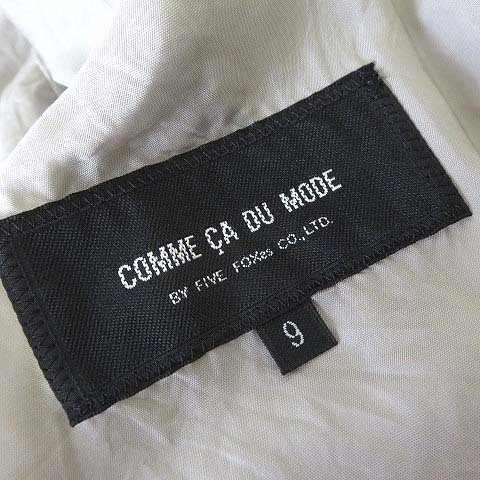 COMME ÇA DU MODE
BY FIVE FOXes CO.,LTD.
9